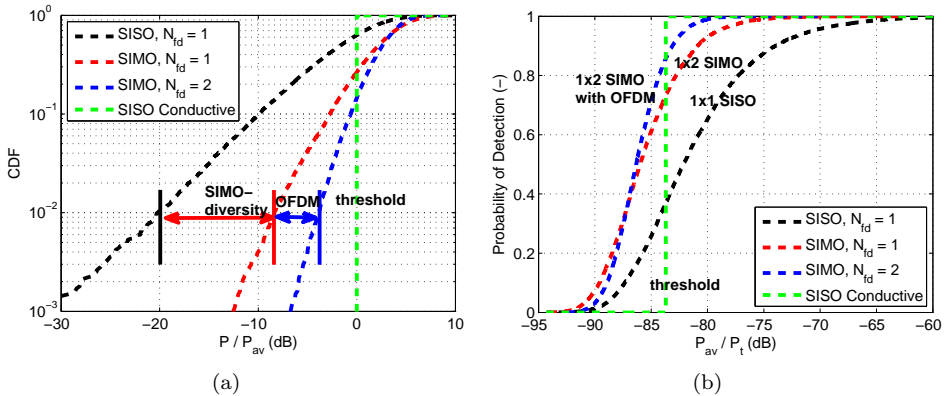 SISO, N_fd = 1
SIMO, N_fd = 1
SIMO, N_fd = 2
SISO Conductive
SIMO–
diversity
OFDM
threshold
CDF
10^0
10^−1
10^−2
10^−3
−30
−20
−10
0
10
P / P_av (dB)
(a)
1x2 SIMO
with OFDM
1x2 SIMO
1x1 SISO
threshold
SISO, N_fd = 1
SIMO, N_fd = 1
SIMO, N_fd = 2
SISO Conductive
Probability of Detection (–)
1
0.8
0.6
0.4
0.2
0
−95
−90
−85
−80
−75
−70
−65
−60
P_av / P_t (dB)
(b)